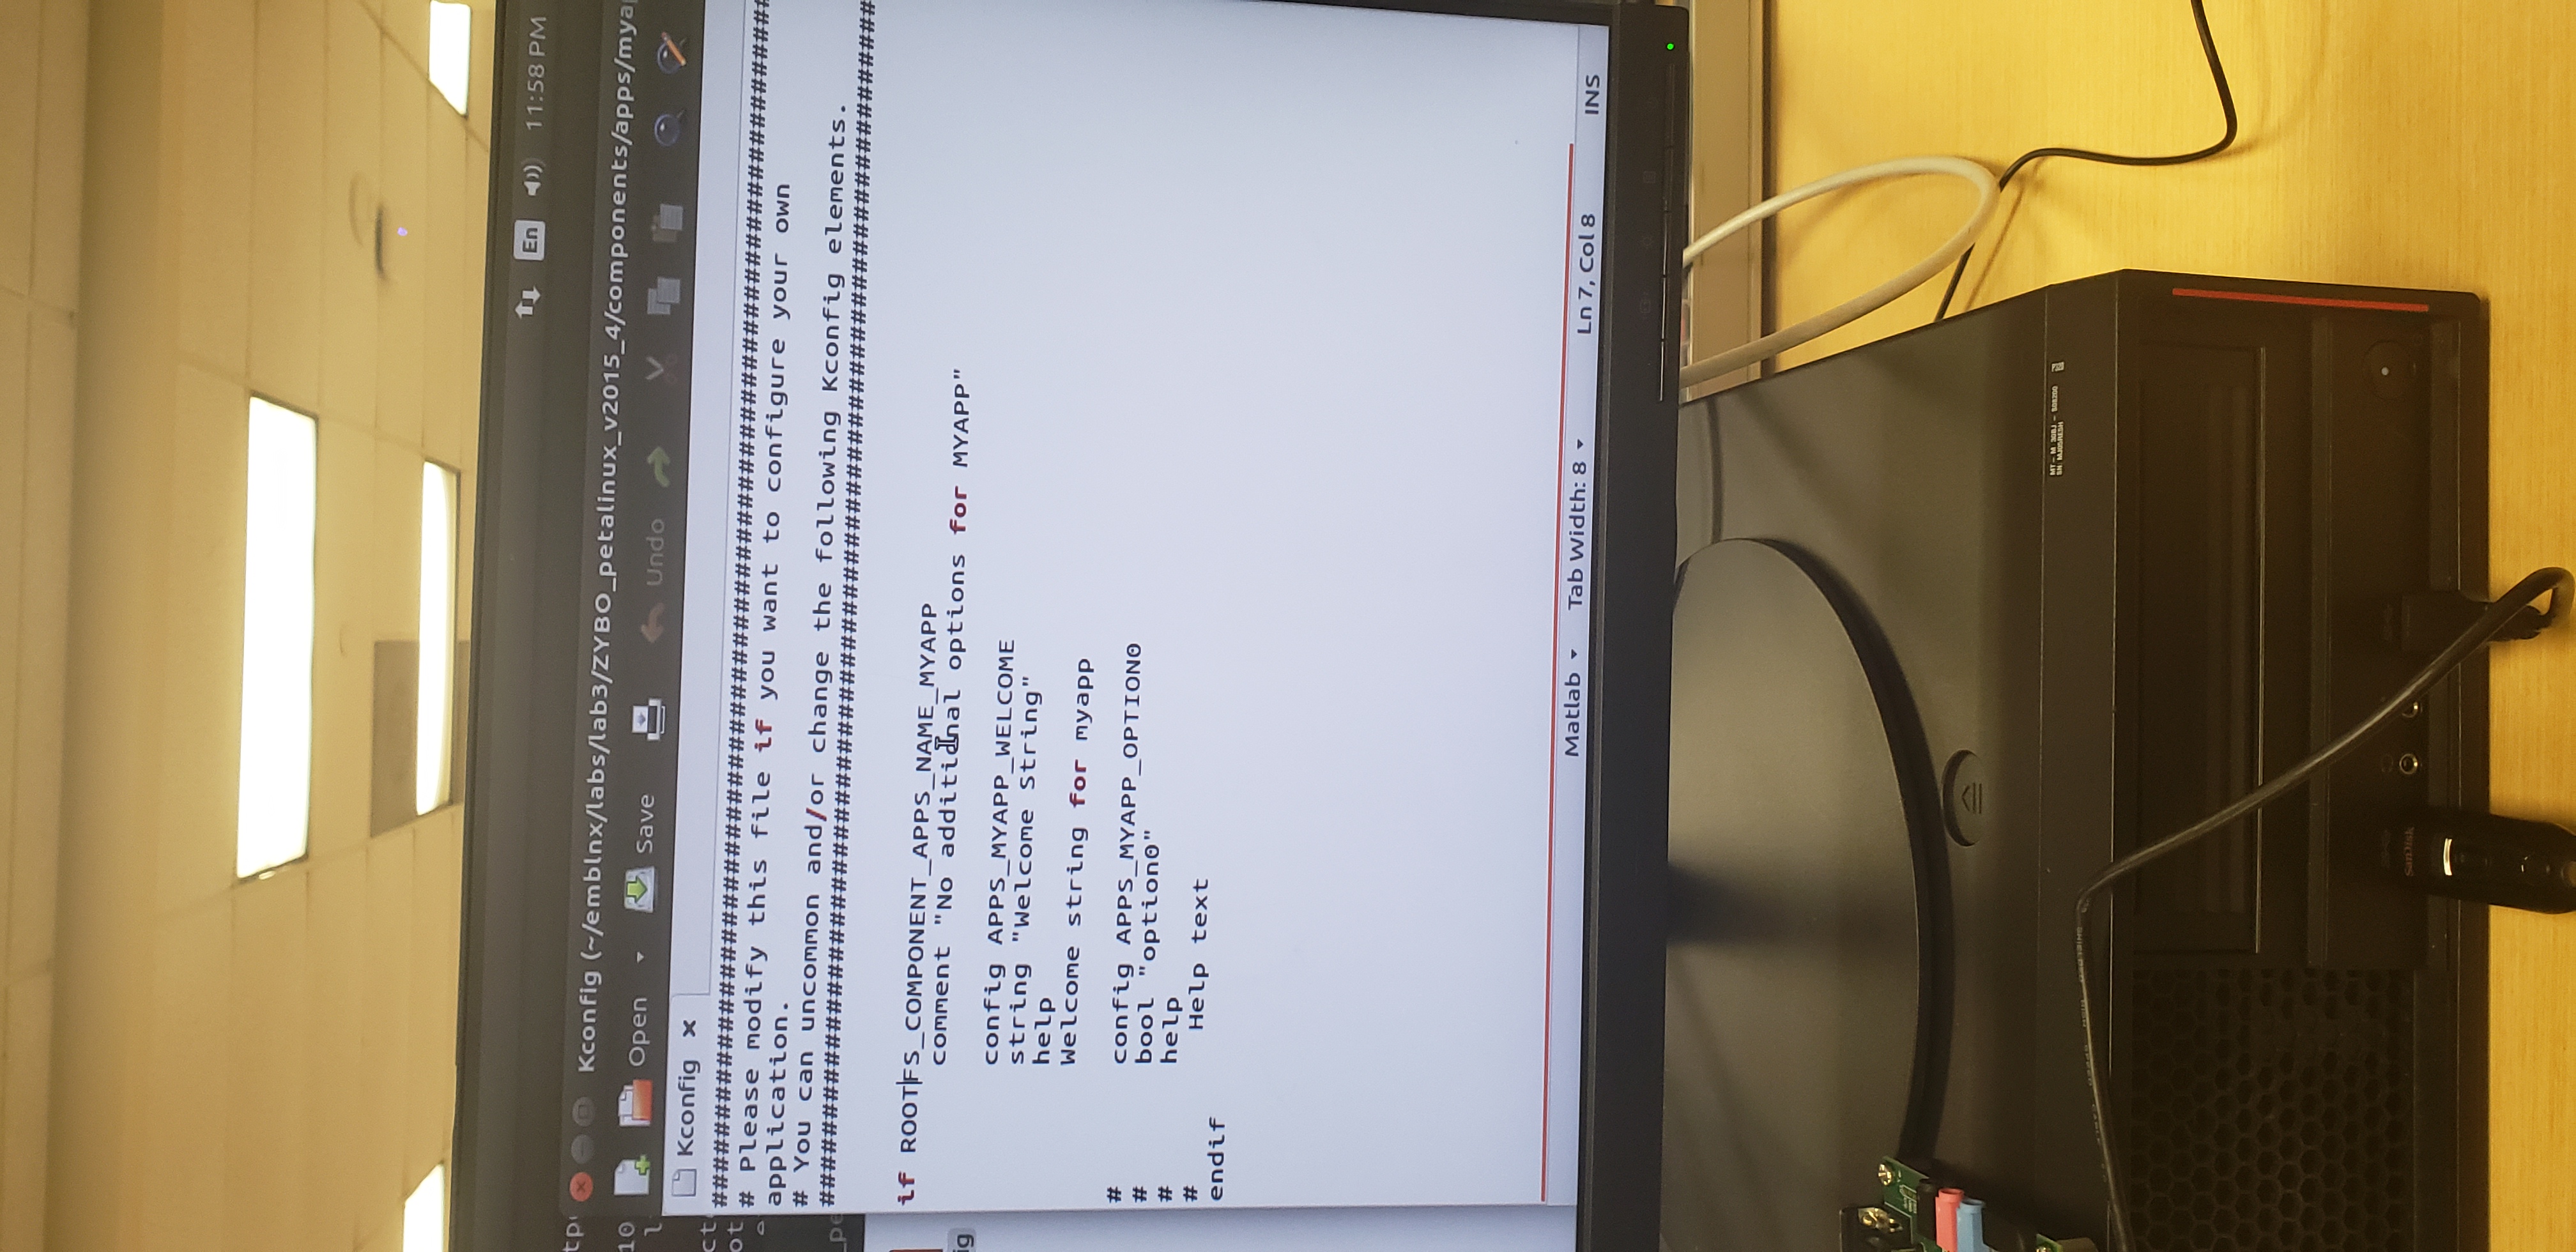 En 11:58 PM
Kconfig (~/emblnx/labs/lab3/ZYBO_petalinux_v2015_4/components/apps/mya
Open Save Undo
Kconfig
# Please modify this file if you want to configure your own
application.
# You can uncommon and/or change the following Kconfig elements.
if ROOTFS_COMPONENT_APPS_NAME_MYAPP
comment "No additional options for MYAPP"
config APPS_MYAPP_WELCOME
string "Welcome String"
help
Welcome string for myapp
# config APPS_MYAPP_OPTION0
# bool "option0"
# help
# Help text
endif
Matlab Tab Width: 8 Ln 7, Col 8 INS
SanDisk